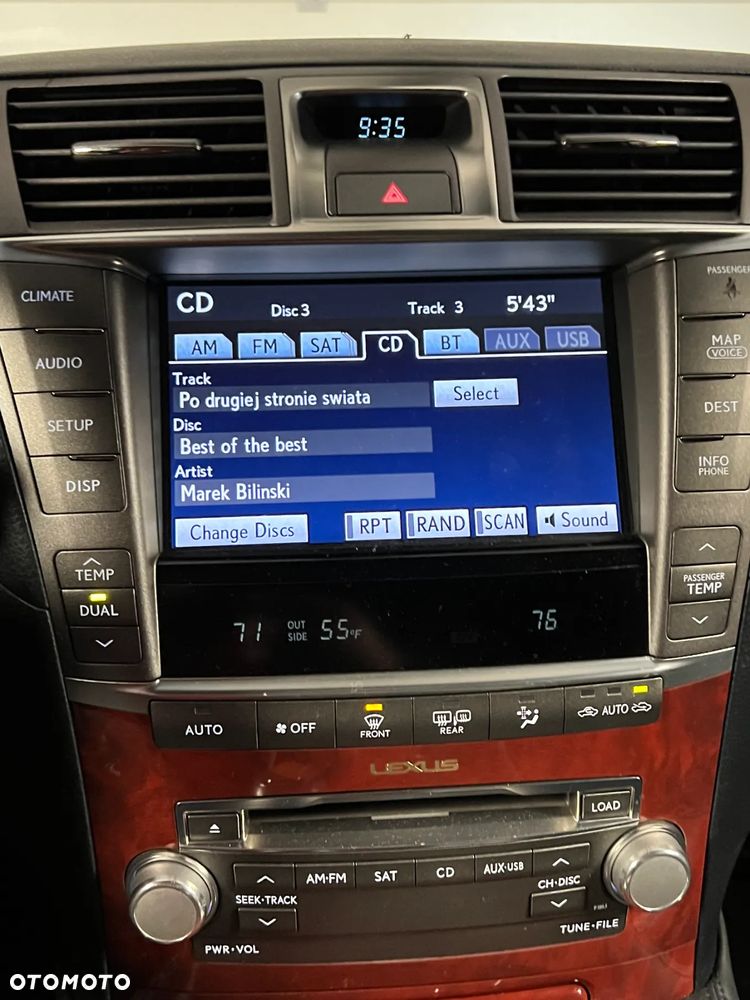 9:35
CLIMATE
AUDIO
SETUP
DISP
CD Disc 3 Track 3 5'43"
AM FM SAT CD BT AUX USB
Track
Po drugiej stronie swiata Select
Disc
Best of the best
Artist
Marek Bilinski
Change Discs RPT RAND SCAN Sound
PASSENGER
MAP
VOICE
DEST
INFO
PHONE
TEMP
DUAL
PASSENGER
TEMP
71 OUT SIDE 55°F 76
AUTO OFF FRONT REAR AUTO
LEXUS
LOAD
AM·FM SAT CD AUX·USB
SEEK·TRACK CH·DISC
PWR·VOL TUNE·FILE
OTOMOTO